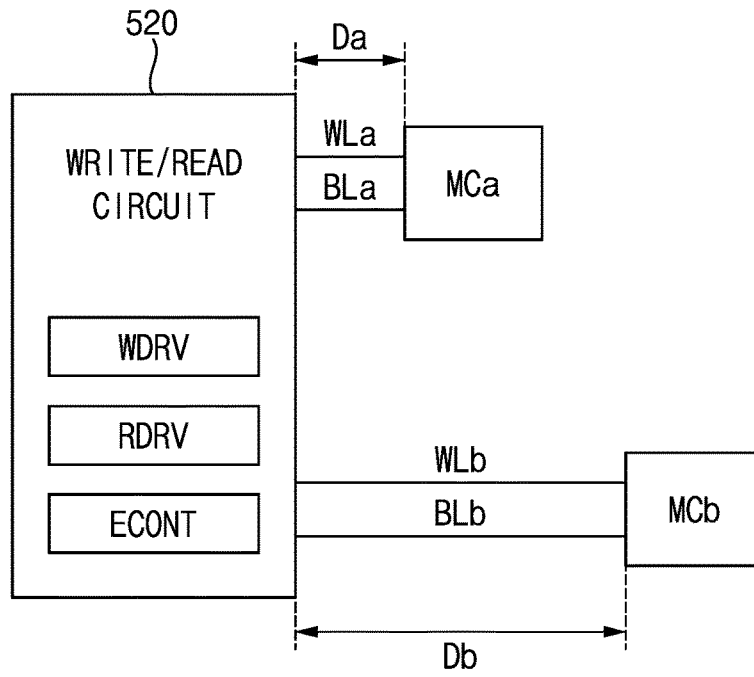 520
Da
WRITE/READ
CIRCUIT
WLa
BLa
MCa
WDRV
RDRV
ECONT
WLb
BLb
MCb
Db